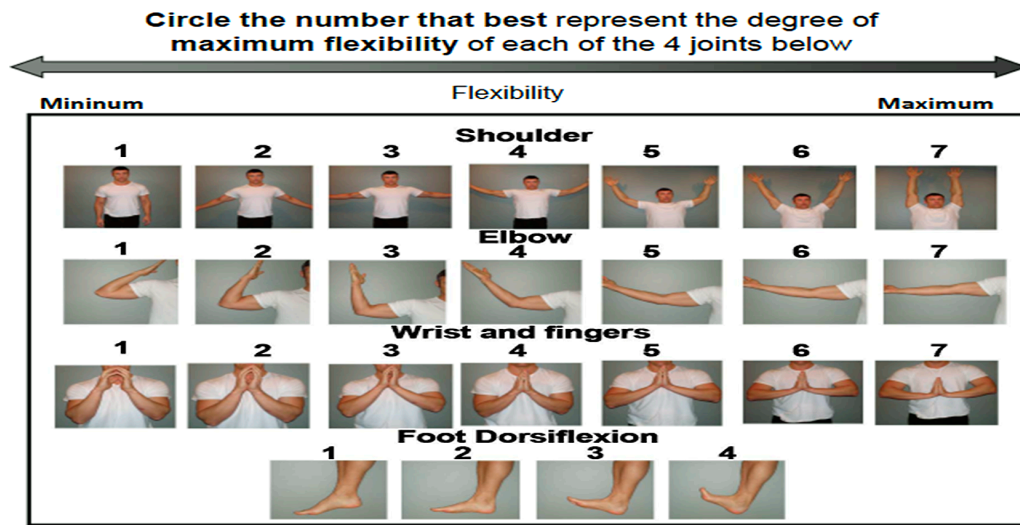 Circle the number that best represent the degree of
maximum flexibility of each of the 4 joints below
Flexibility
Mininum Maximum
Shoulder
1 2 3 4 5 6 7
Elbow
1 2 3 4 5 6 7
Wrist and fingers
1 2 3 4 5 6 7
Foot Dorsiflexion
1 2 3 4